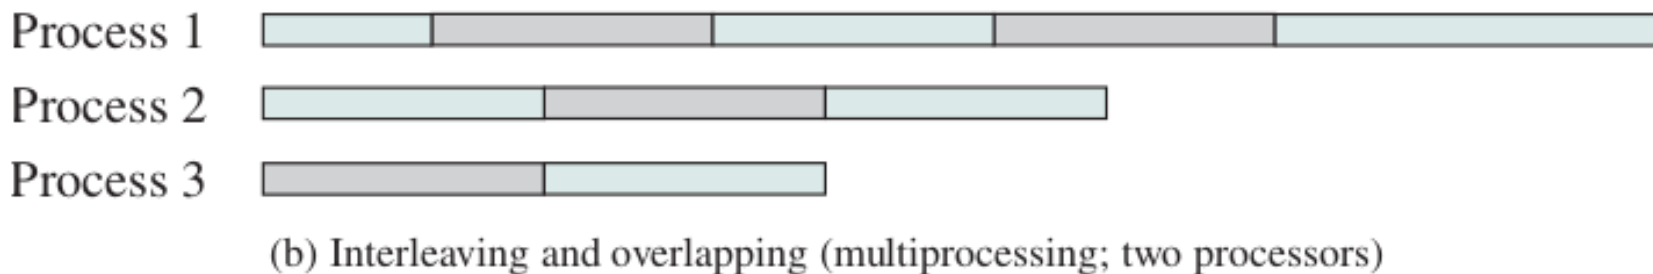 Process 1
Process 2
Process 3
(b) Interleaving and overlapping (multiprocessing; two processors)